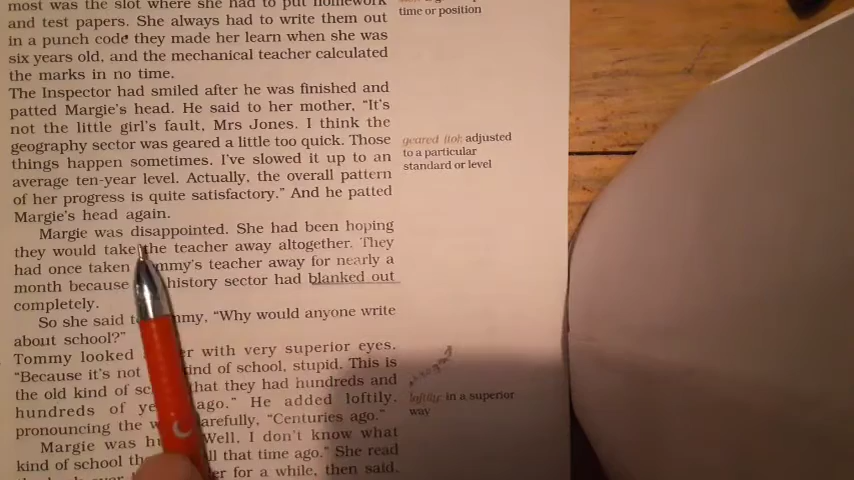 most was the slot where she had to put homework
and test papers. She always had to write them out
in a punch code they made her learn when she was
six years old, and the mechanical teacher calculated
the marks in no time.
The Inspector had smiled after he was finished and
patted Margie's head. He said to her mother, “It's
not the little girl's fault, Mrs Jones. I think the
geography sector was geared a little too quick. Those
things happen sometimes. I've slowed it up to an
average ten-year level. Actually, the overall pattern
of her progress is quite satisfactory.” And he patted
Margie's head again.
Margie was disappointed. She had been hoping
they would take the teacher away altogether. They
had once taken mmy's teacher away for nearly a
month because history sector had blanked out
completely.
So she said t mmy, “Why would anyone write
about school?”
Tommy looked er with very superior eyes.
“Because it's not ind of school, stupid. This is
the old kind of sc that they had hundreds and
hundreds of ye ago.” He added loftily.
pronouncing the w arefully, “Centuries ago.”
Margie was hu Well, I don't know what
kind of school the ll that time ago.” She read
er for a while, then said.
time or position
geared (to): adjusted
to a particular
standard or level
loftily: in a superior
way